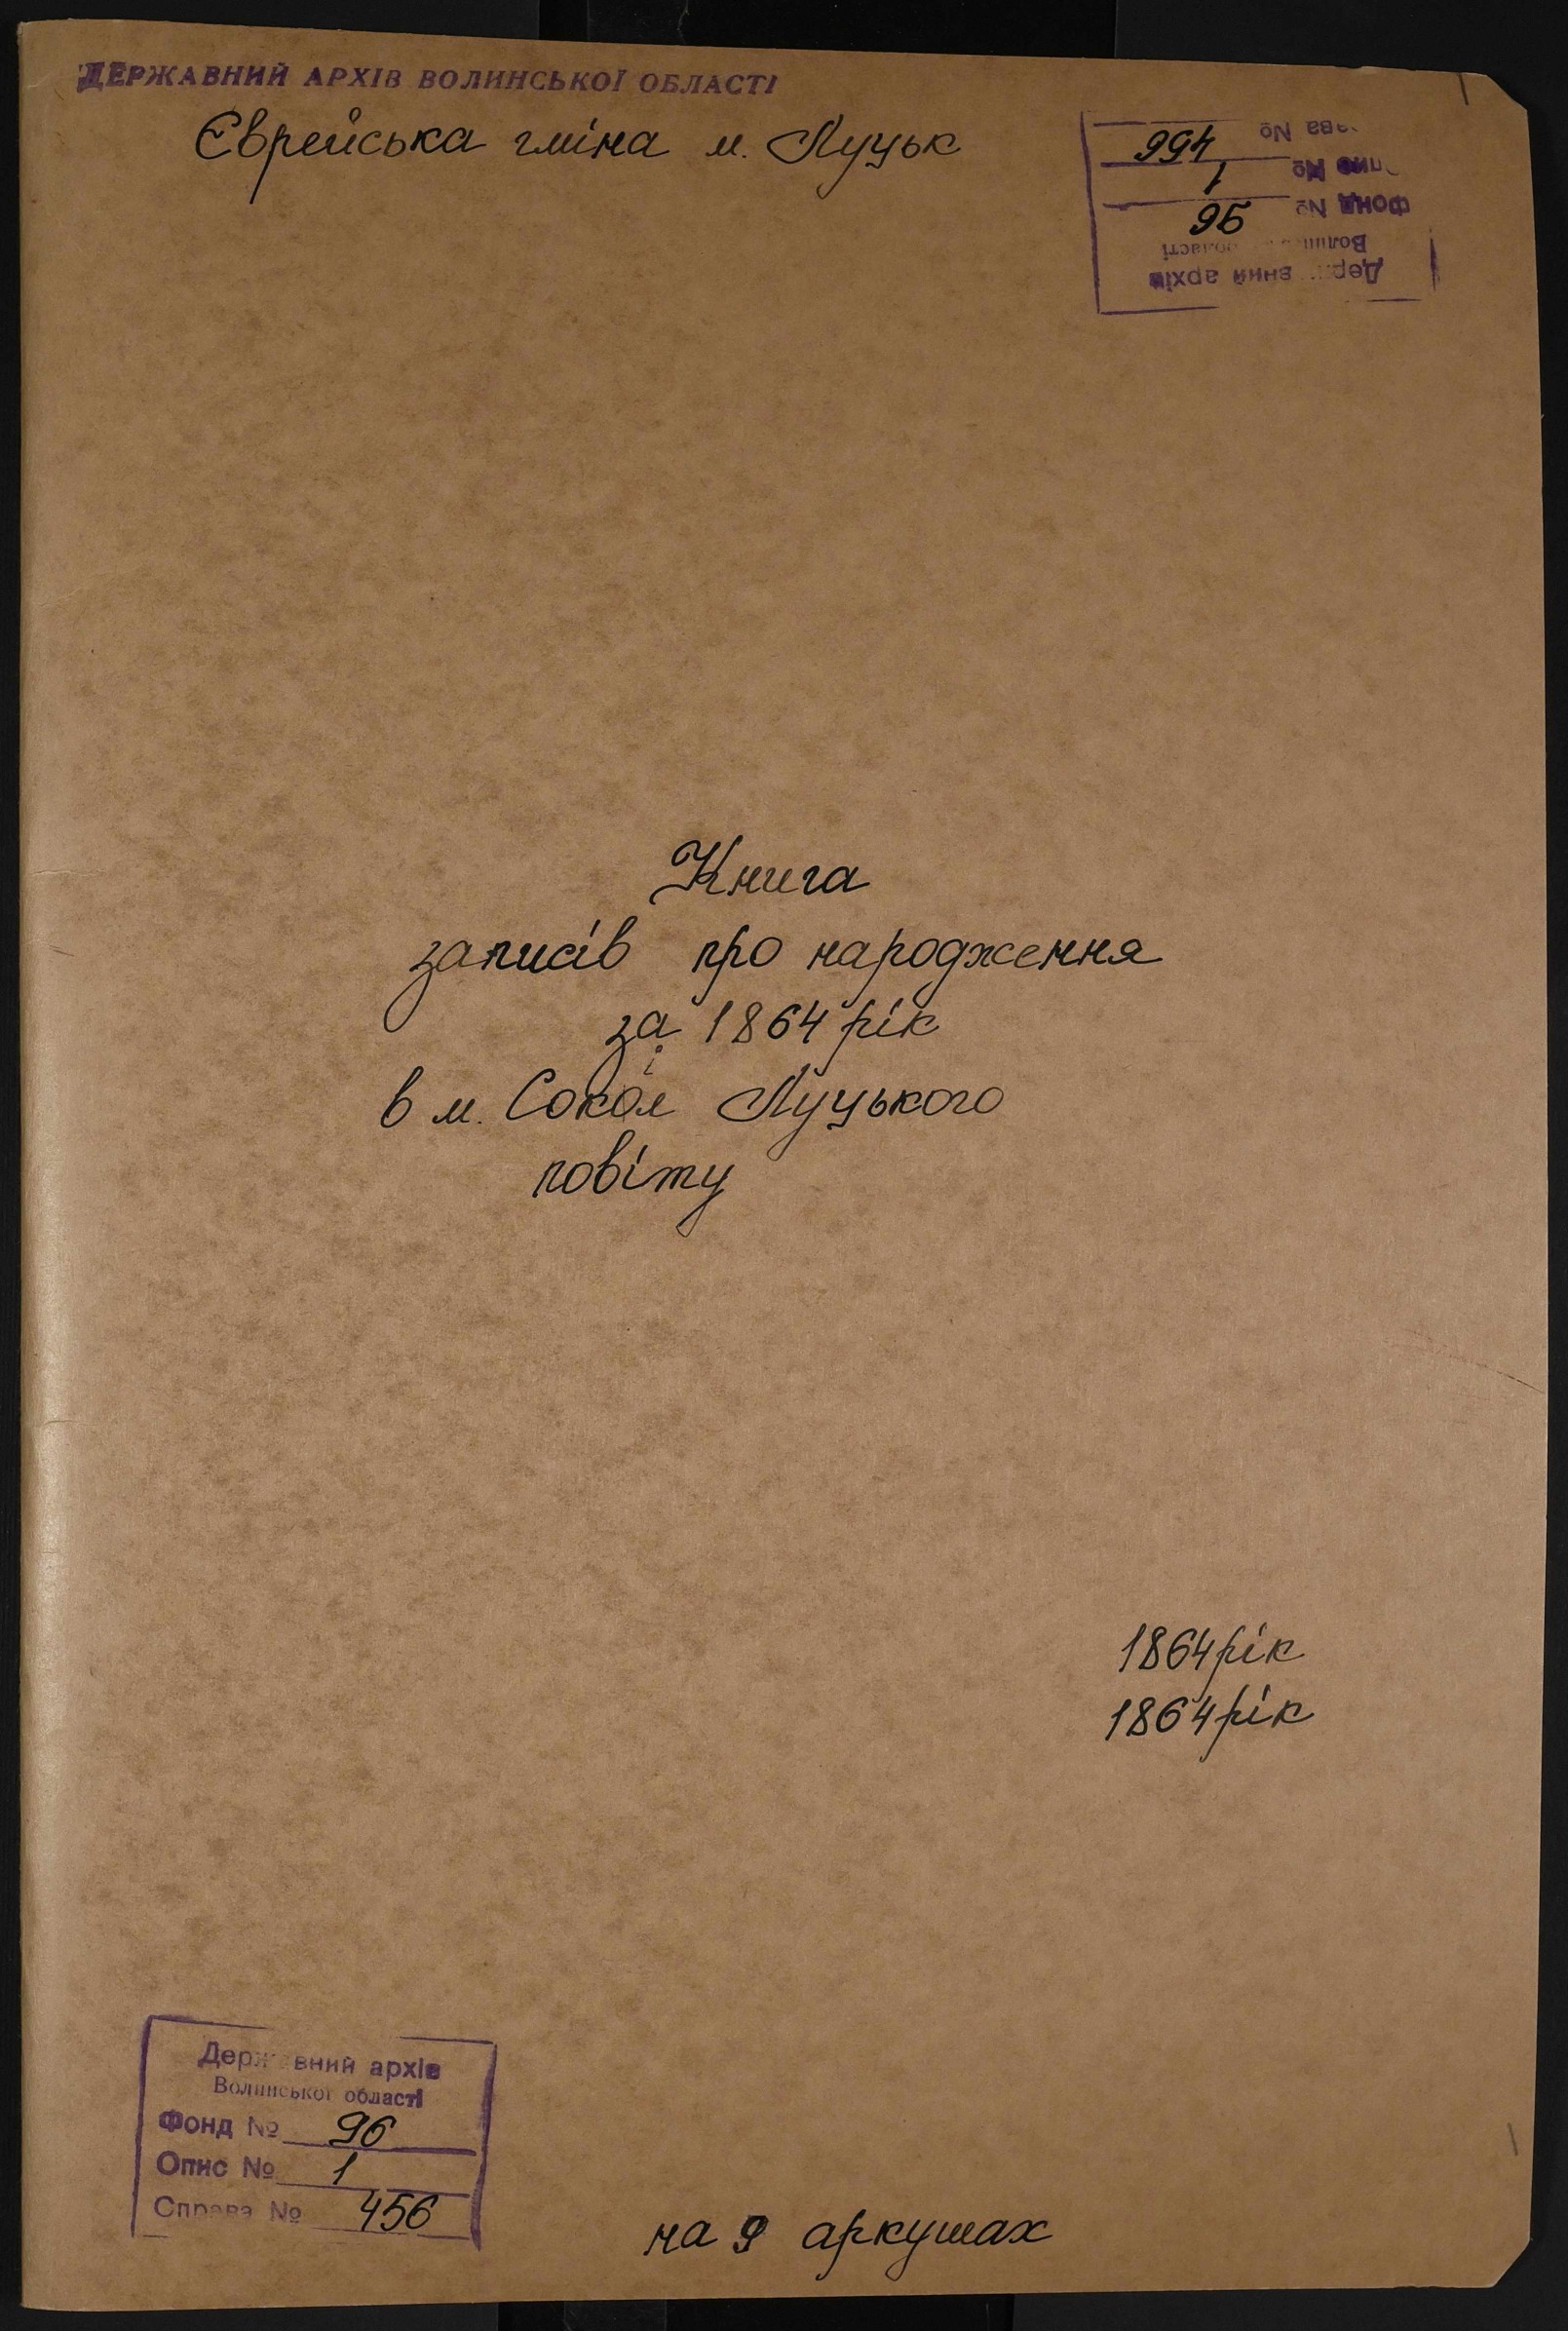 ДЕРЖАВНИЙ АРХІВ ВОЛИНСЬКОЇ ОБЛАСТІ
Єврейська гміна м. Луцьк
Державний архів
Волинської області
Фонд № 96
Опис № 1
Справа № 456
Книга
записів про народження
за 1864 рік
в м. Сокіл Луцького
повіту
1864 рік
1864 рік
Державний архів
Волинської області
Фонд № 96
Опис № 1
Справа № 456
на 9 аркушах